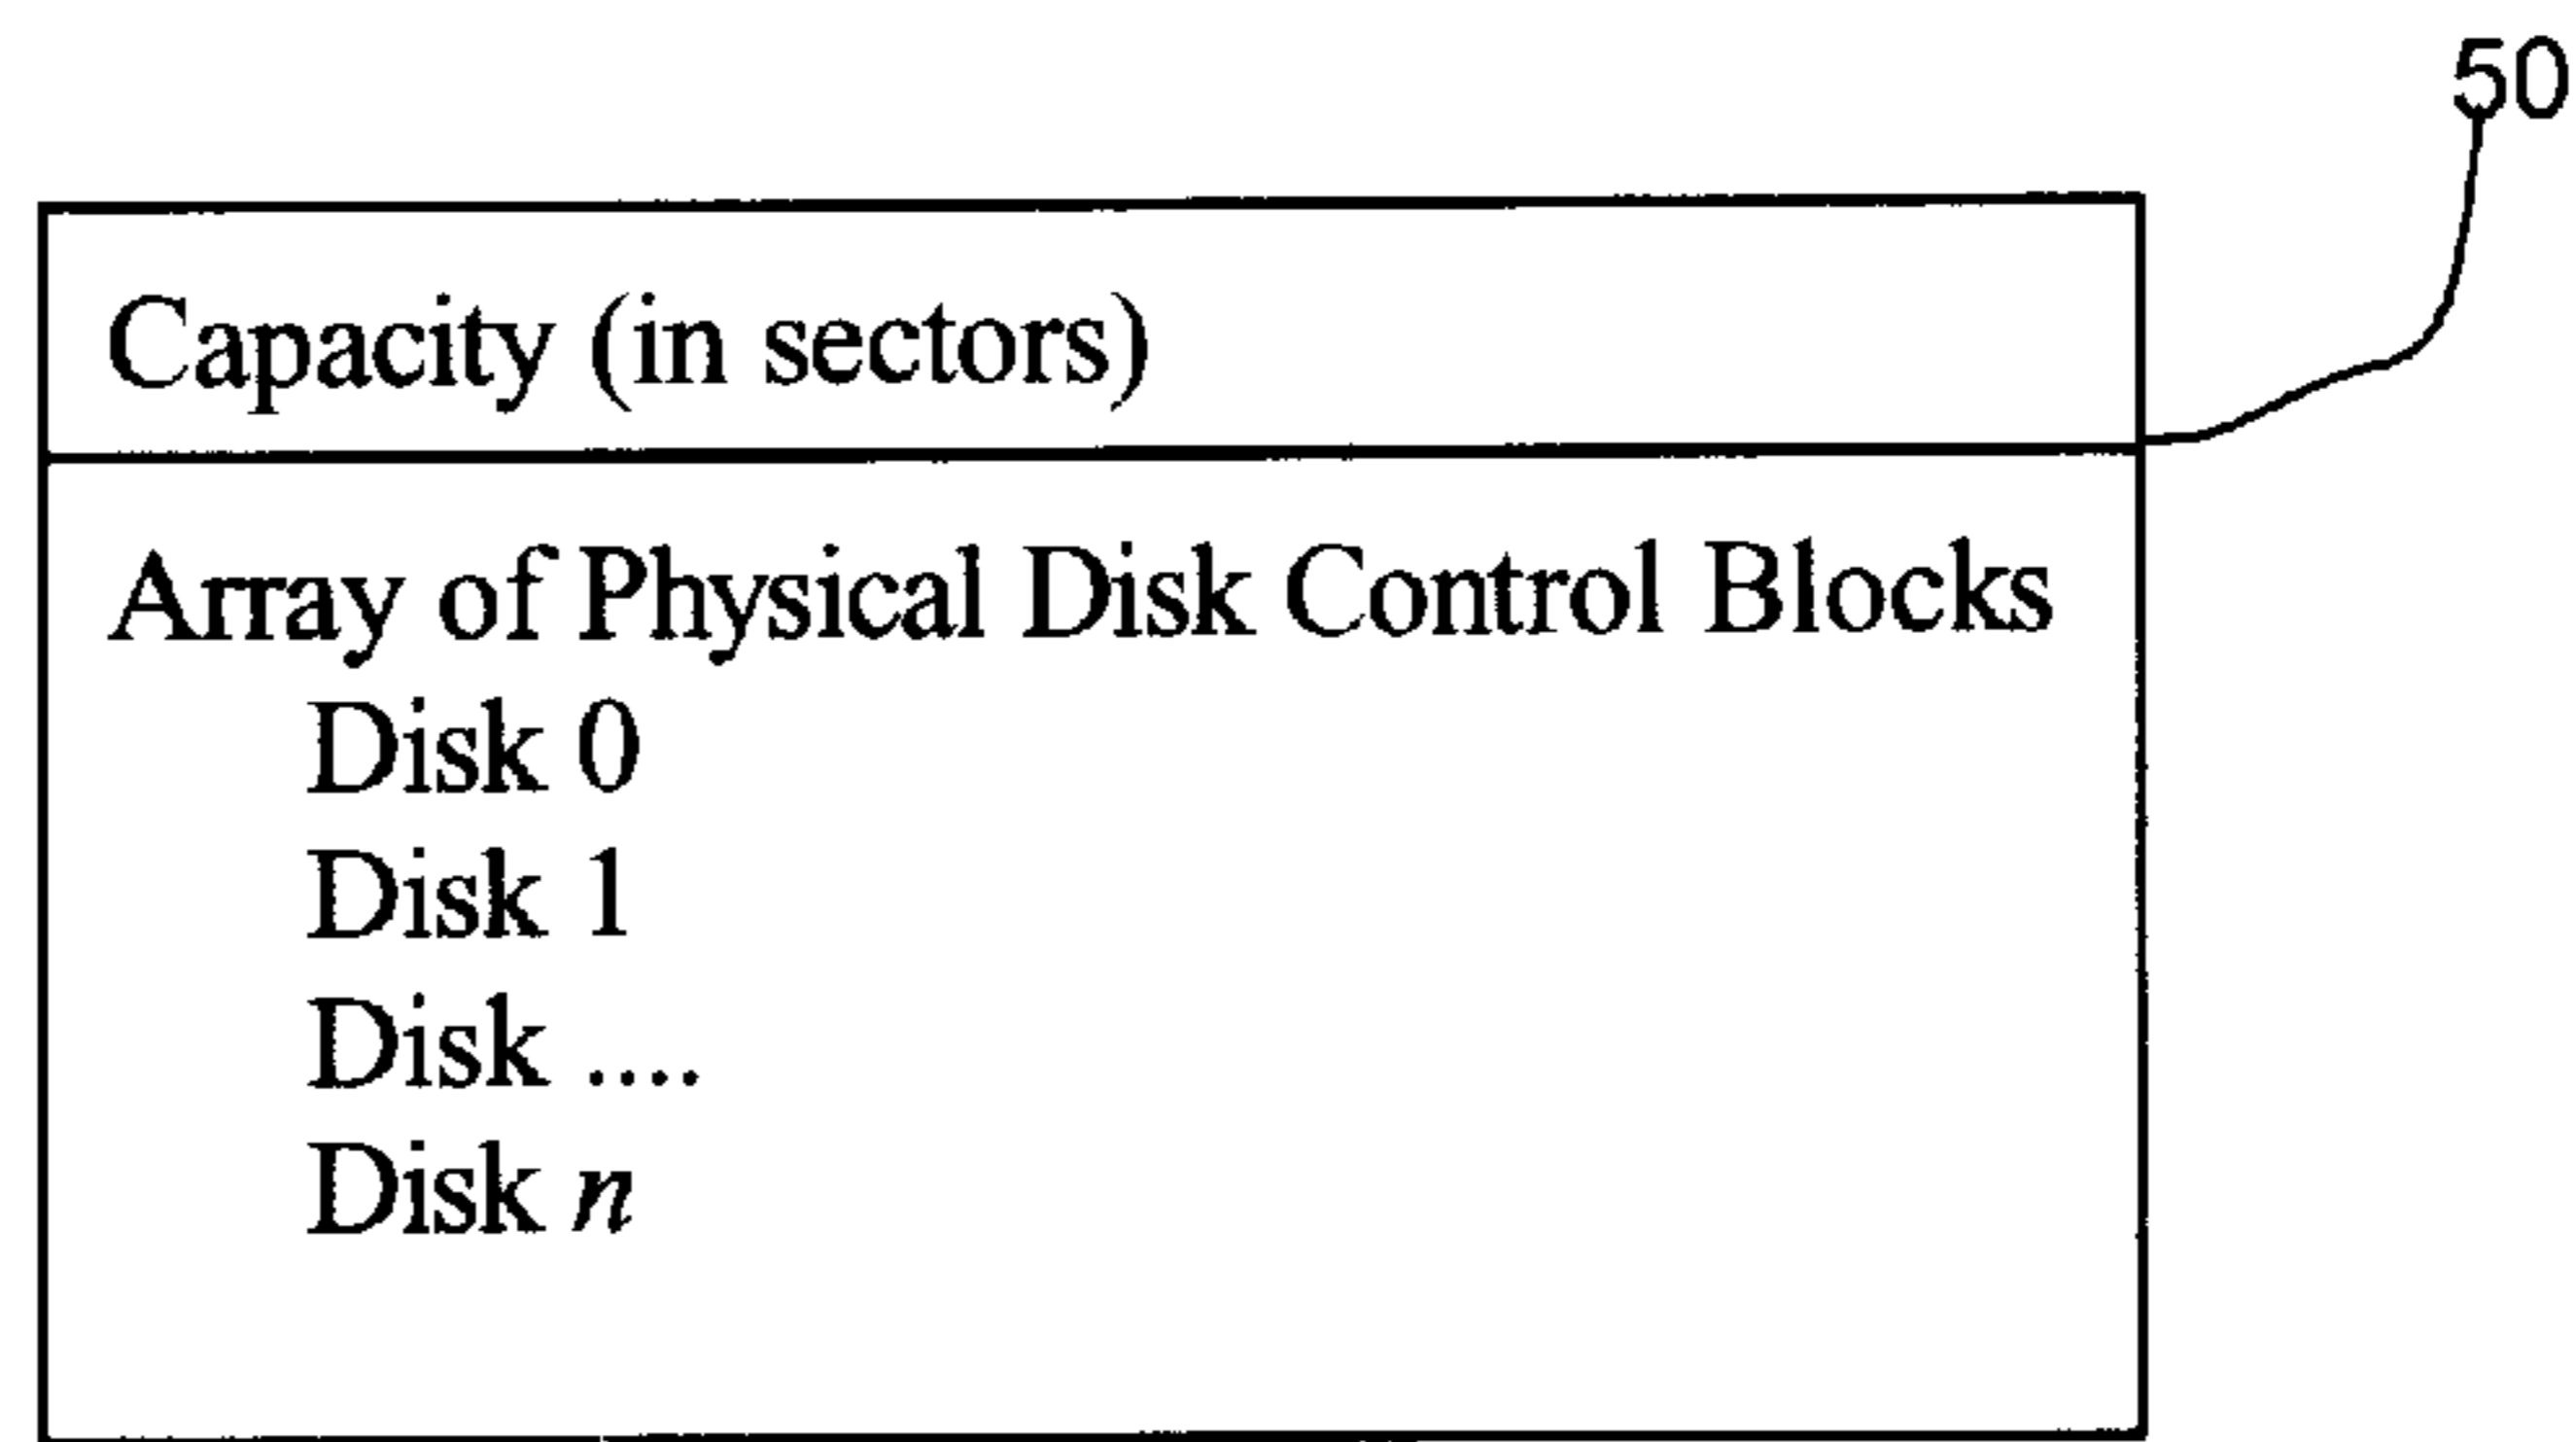 50
Capacity (in sectors)
Array of Physical Disk Control Blocks
Disk 0
Disk 1
Disk ....
Disk n